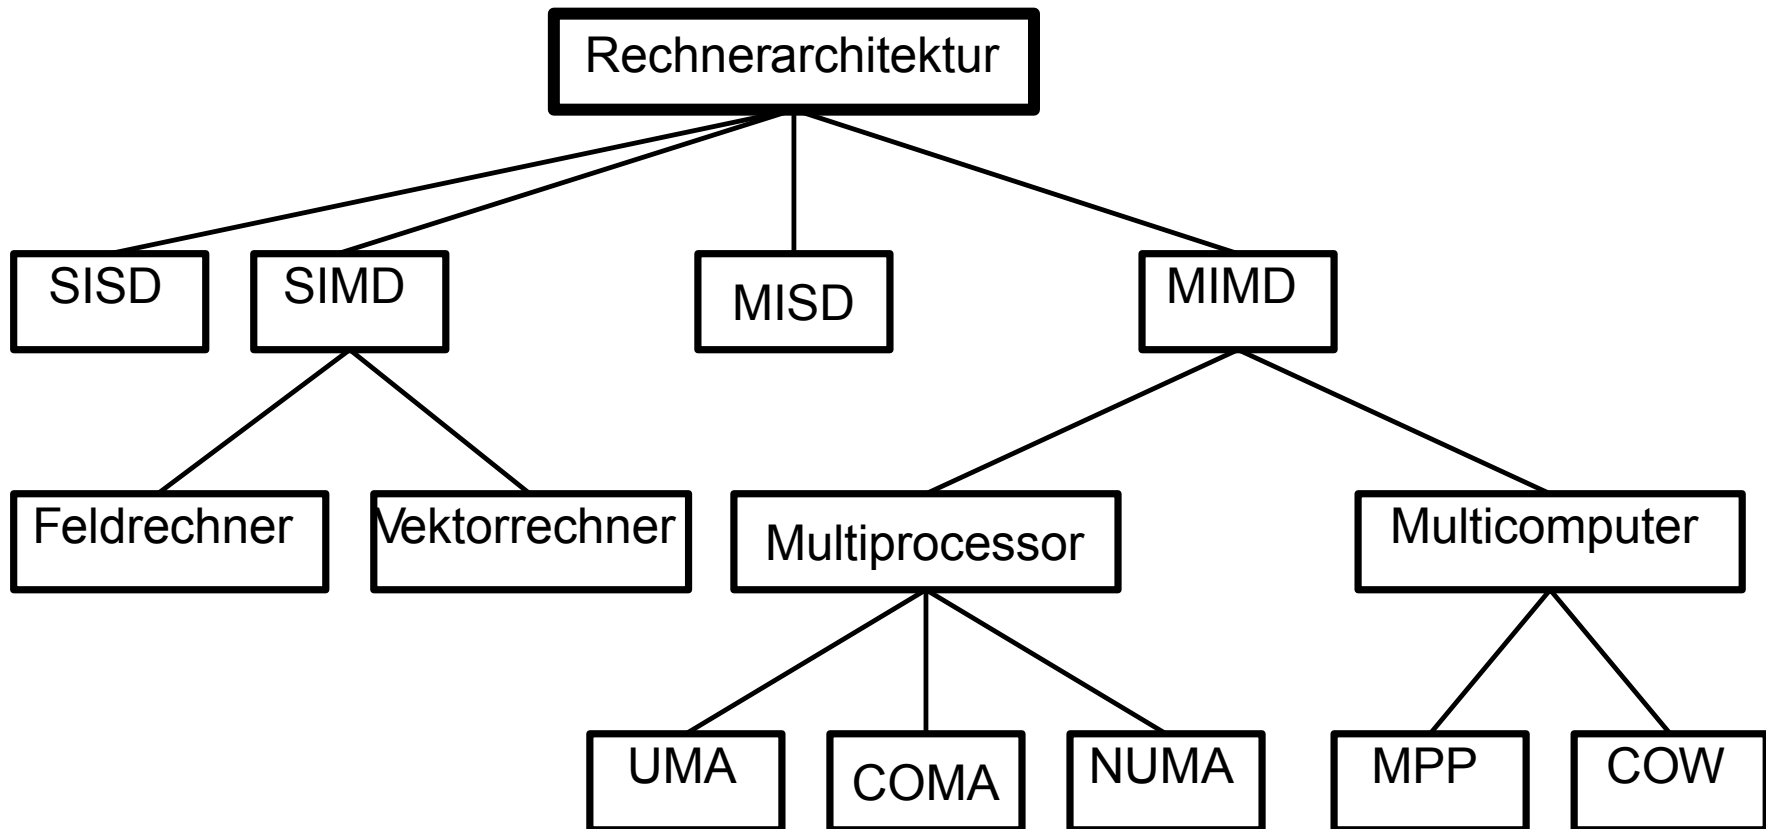 Rechnerarchitektur
SISD
SIMD
MISD
MIMD
Feldrechner
Vektorrechner
Multiprocessor
Multicomputer
UMA
COMA
NUMA
MPP
COW